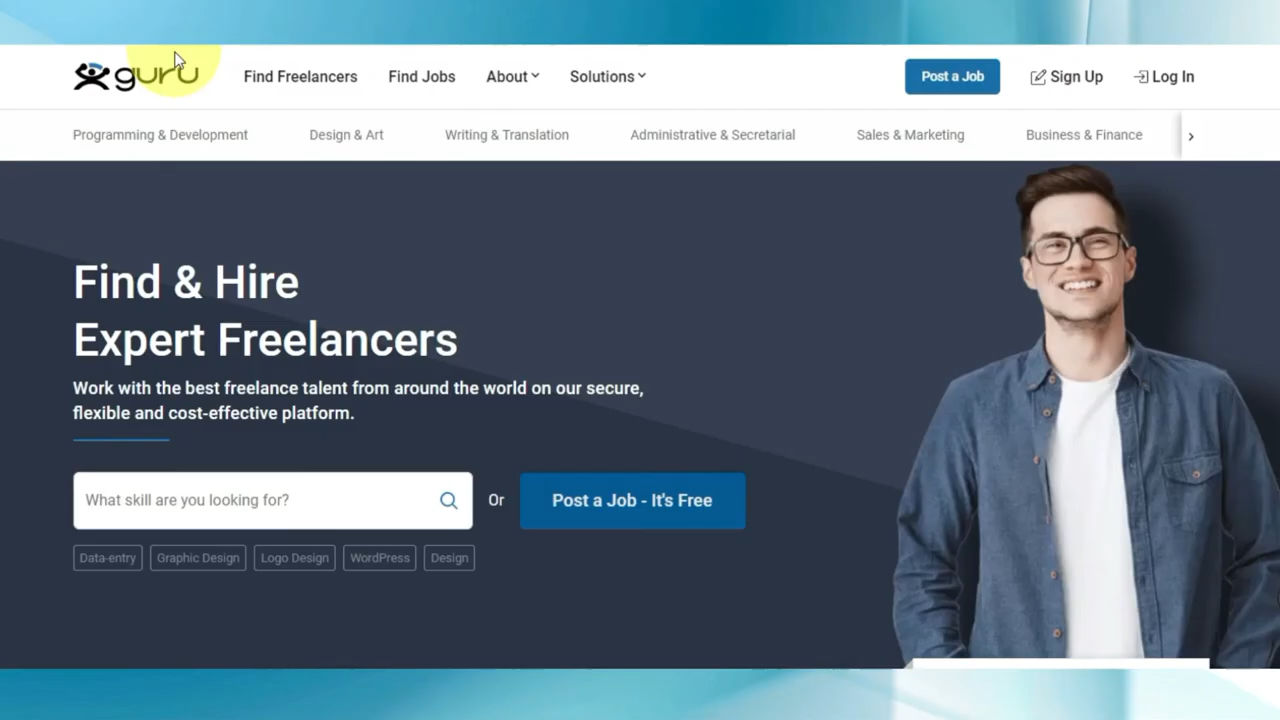 guru
Find Freelancers
Find Jobs
About
Solutions
Post a Job
Sign Up
Log In
Programming & Development
Design & Art
Writing & Translation
Administrative & Secretarial
Sales & Marketing
Business & Finance
Find & Hire
Expert Freelancers
Work with the best freelance talent from around the world on our secure,
flexible and cost-effective platform.
What skill are you looking for?
Or
Post a Job - It's Free
Data-entry
Graphic Design
Logo Design
WordPress
Design